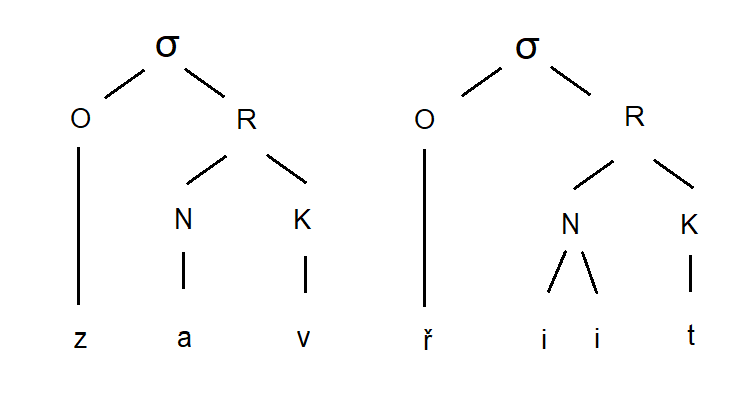 σ σ
O R O R
N K N K
z a v ř i i t